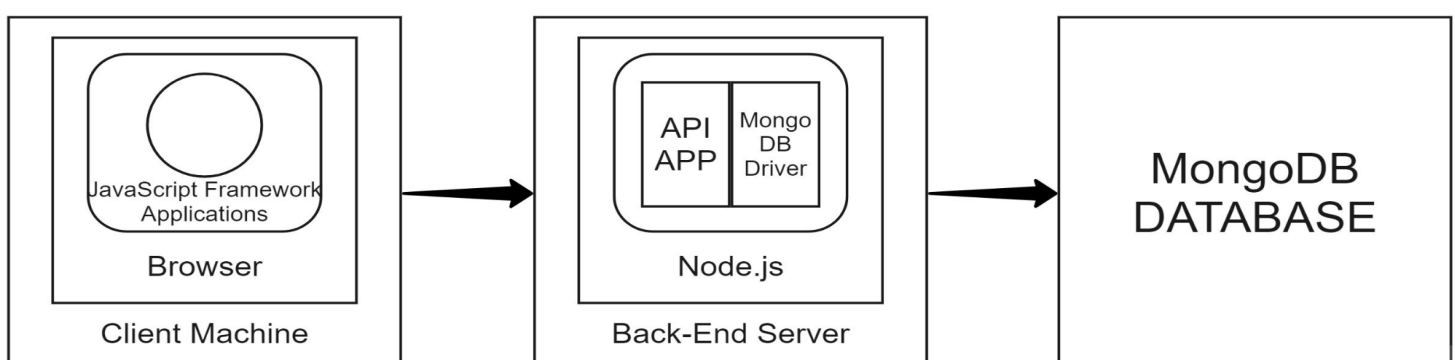 JavaScript Framework
Applications
Browser
Client Machine
API
APP
Mongo
DB
Driver
Node.js
Back-End Server
MongoDB
DATABASE